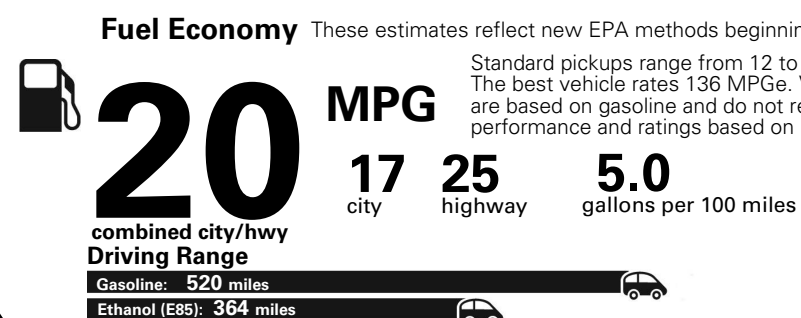 Fuel Economy These estimates reflect new EPA methods beginning
Standard pickups range from 12 to
The best vehicle rates 136 MPGe. V
are based on gasoline and do not re
performance and ratings based on
20 MPG
17 25 5.0
city highway gallons per 100 miles
combined city/hwy
Driving Range
Gasoline: 520 miles
Ethanol (E85): 364 miles